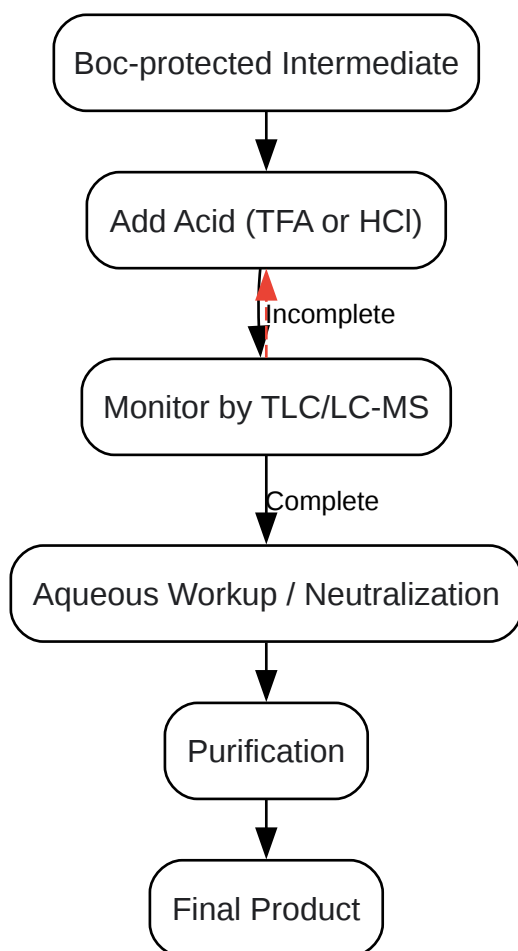 Boc-protected Intermediate
Add Acid (TFA or HCl)
Incomplete
Monitor by TLC/LC-MS
Complete
Aqueous Workup / Neutralization
Purification
Final Product